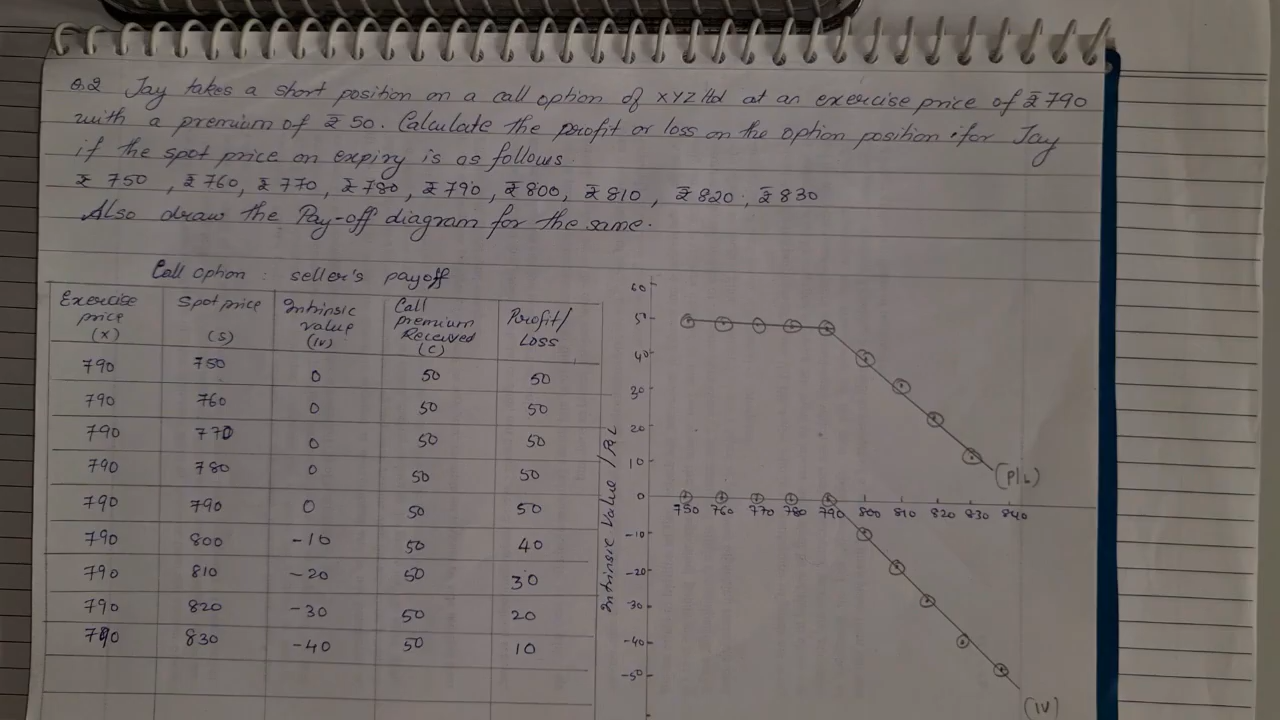 Q.2 Jay takes a short position on a call option of XYZ ltd at an exercise price of ₹ 790
with a premium of ₹ 50. Calculate the profit or loss on the option position for Jay
if the spot price on expiry is as follows.
₹ 750, ₹ 760, ₹ 770, ₹ 780, ₹ 790, ₹ 800, ₹ 810, ₹ 820, ₹ 830
Also draw the Pay-off diagram for the same.
Call option : seller's payoff
Exercise price (X) Spot price (S) Intrinsic value (IV) Call premium Received (C) Profit/ Loss
790 750 0 50 50
790 760 0 50 50
790 770 0 50 50
790 780 0 50 50
790 790 0 50 50
790 800 -10 50 40
790 810 -20 50 30
790 820 -30 50 20
790 830 -40 50 10
Intrinsic Value / P/L
60
50
40
30
20
10
(P/L)
0
750 760 770 780 790 800 810 820 830 840
-10
-20
-30
-40
-50
(IV)